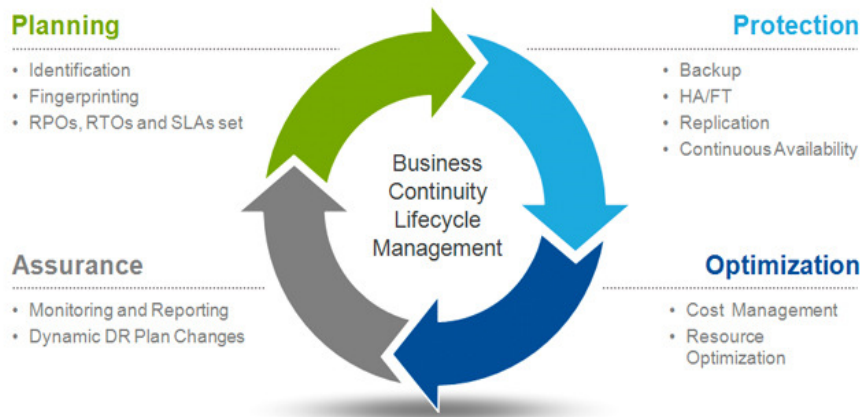 Planning
• Identification
• Fingerprinting
• RPOs, RTOs and SLAs set
Protection
• Backup
• HA/FT
• Replication
• Continuous Availability
Business
Continuity
Lifecycle
Management
Assurance
• Monitoring and Reporting
• Dynamic DR Plan Changes
Optimization
• Cost Management
• Resource
Optimization